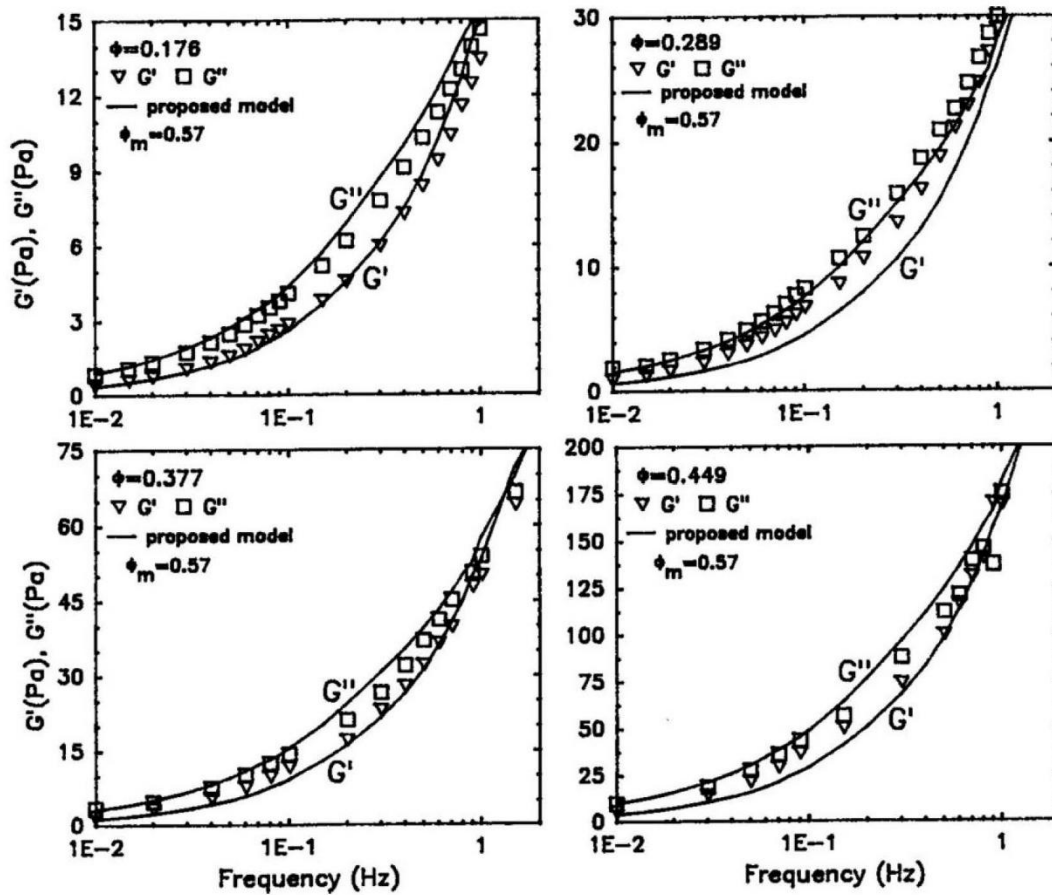 G'(Pa), G''(Pa)
15
12
9
6
3
0
ϕ=0.176
▽ G' □ G''
— proposed model
ϕm=0.57
G''
G'
1E-2
1E-1
1
30
20
10
0
ϕ=0.289
▽ G' □ G''
— proposed model
ϕm=0.57
G''
G'
1E-2
1E-1
1
G'(Pa), G''(Pa)
75
60
45
30
15
0
ϕ=0.377
▽ G' □ G''
— proposed model
ϕm=0.57
G''
G'
1E-2
1E-1
1
Frequency (Hz)
200
175
150
125
100
75
50
25
0
ϕ=0.449
▽ G' □ G''
— proposed model
ϕm=0.57
G''
G'
1E-2
1E-1
1
Frequency (Hz)